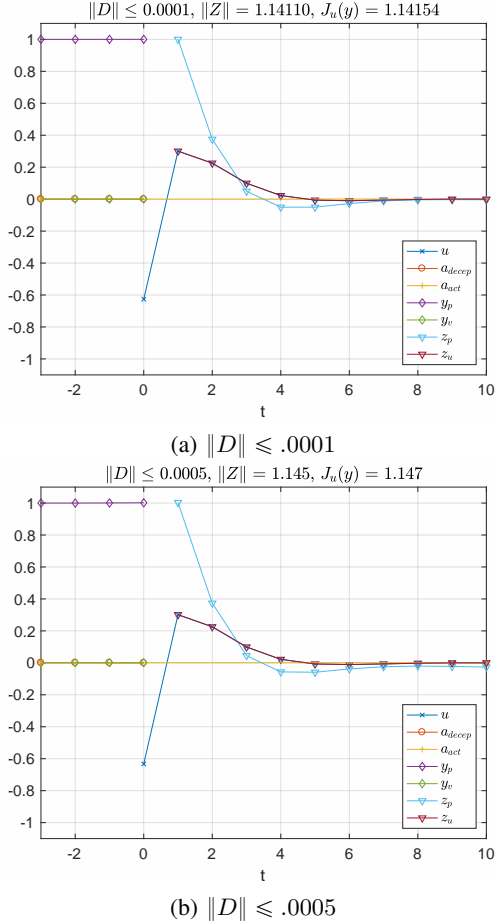 ‖D‖ ≤ 0.0001, ‖Z‖ = 1.14110, J_u(y) = 1.14154
1
0.8
0.6
0.4
0.2
0
-0.2
-0.4
-0.6
-0.8
-1
u
a_decep
a_act
y_p
y_v
z_p
z_u
-2 0 2 4 6 8 10
t
(a) ‖D‖ ⩽ .0001
‖D‖ ≤ 0.0005, ‖Z‖ = 1.145, J_u(y) = 1.147
1
0.8
0.6
0.4
0.2
0
-0.2
-0.4
-0.6
-0.8
-1
u
a_decep
a_act
y_p
y_v
z_p
z_u
-2 0 2 4 6 8 10
t
(b) ‖D‖ ⩽ .0005